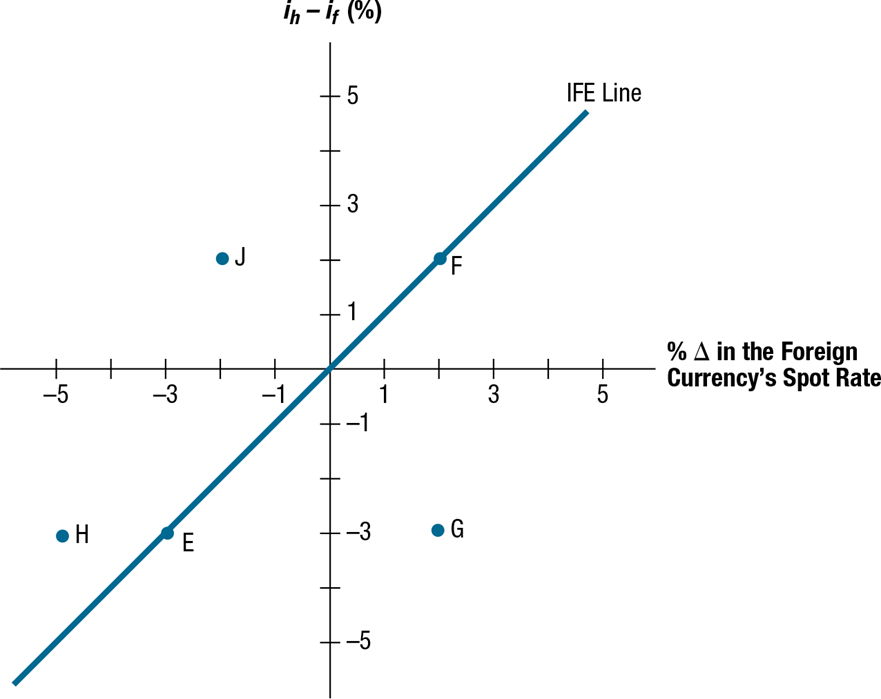 iₕ – i_f (%)
5
IFE Line
3
J
F
1
% Δ in the Foreign
Currency’s Spot Rate
–5
–3
–1
1
3
5
–1
H
E
–3
G
–5